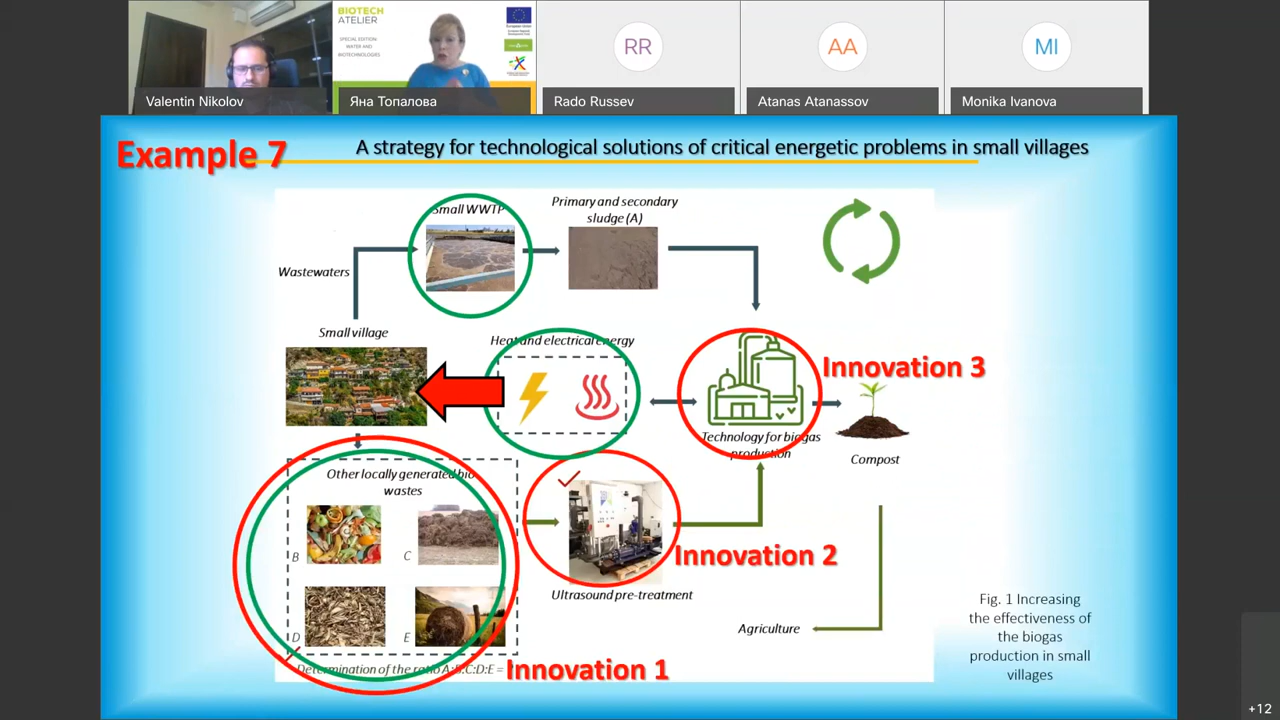 BIOTECH
ATELIER
SPECIAL EDITION:
WATER AND
BIOTECHNOLOGIES
RR
AA
MI
Valentin Nikolov
Яна Топалова
Rado Russev
Atanas Atanassov
Monika Ivanova
Example 7
A strategy for technological solutions of critical energetic problems in small villages
Small WWTP
Primary and secondary
sludge (A)
Wastewaters
Small village
Heat and electrical energy
Innovation 3
Technology for biogas
production
Compost
Other locally generated bio
wastes
B
C
D
E
Innovation 2
Ultrasound pre-treatment
Agriculture
Determination of the ratio A:B:C:D:E =
Innovation 1
Fig. 1 Increasing
the effectiveness of
the biogas
production in small
villages
+12